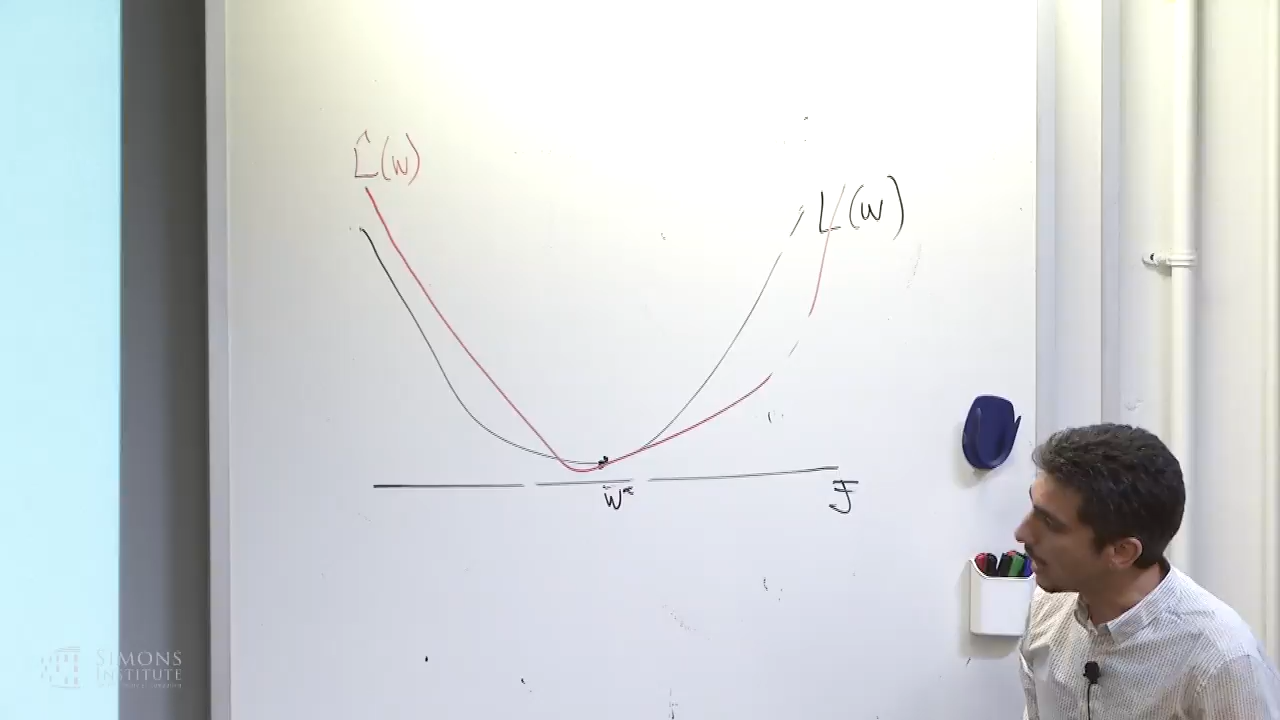 L̂(w)
L(w)
w*
F
SIMONS
INSTITUTE